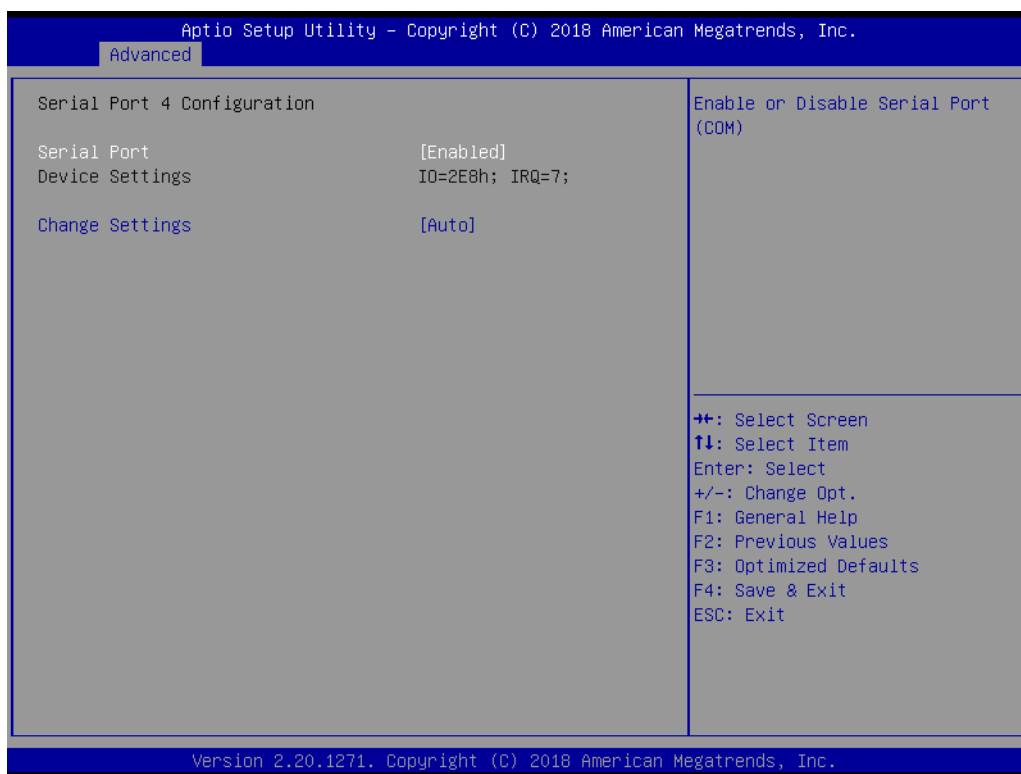 Aptio Setup Utility – Copyright (C) 2018 American Megatrends, Inc.
Advanced
Serial Port 4 Configuration
Serial Port [Enabled]
Device Settings IO=2E8h; IRQ=7;
Change Settings [Auto]
Enable or Disable Serial Port
(COM)
→←: Select Screen
↑↓: Select Item
Enter: Select
+/-: Change Opt.
F1: General Help
F2: Previous Values
F3: Optimized Defaults
F4: Save & Exit
ESC: Exit
Version 2.20.1271. Copyright (C) 2018 American Megatrends, Inc.